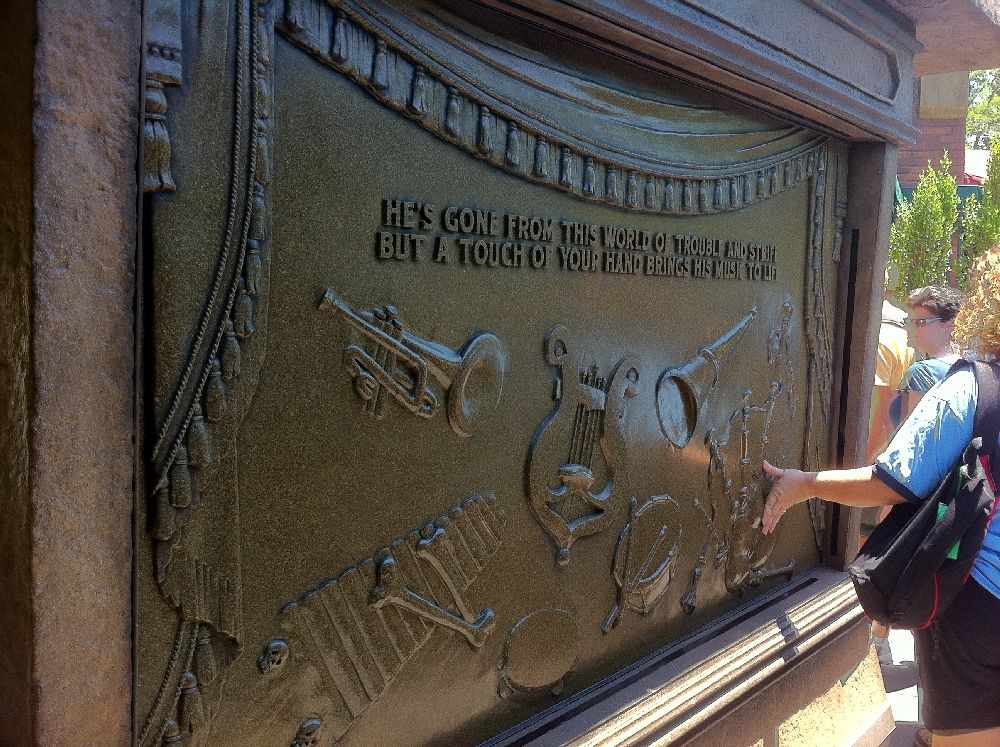 HE'S GONE FROM THIS WORLD OF TROUBLE AND STRIFE
BUT A TOUCH OF YOUR HAND BRINGS HIS MUSIC TO LIFE